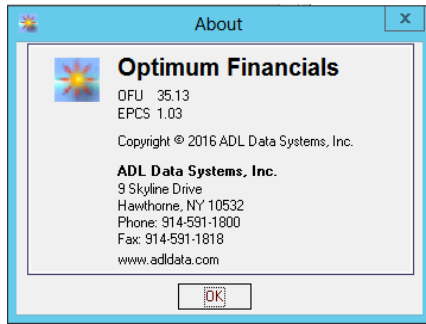 About
x
Optimum Financials
OFU 35.13
EPCS 1.03
Copyright © 2016 ADL Data Systems, Inc.
ADL Data Systems, Inc.
9 Skyline Drive
Hawthorne, NY 10532
Phone: 914-591-1800
Fax: 914-591-1818
www.adldata.com
OK